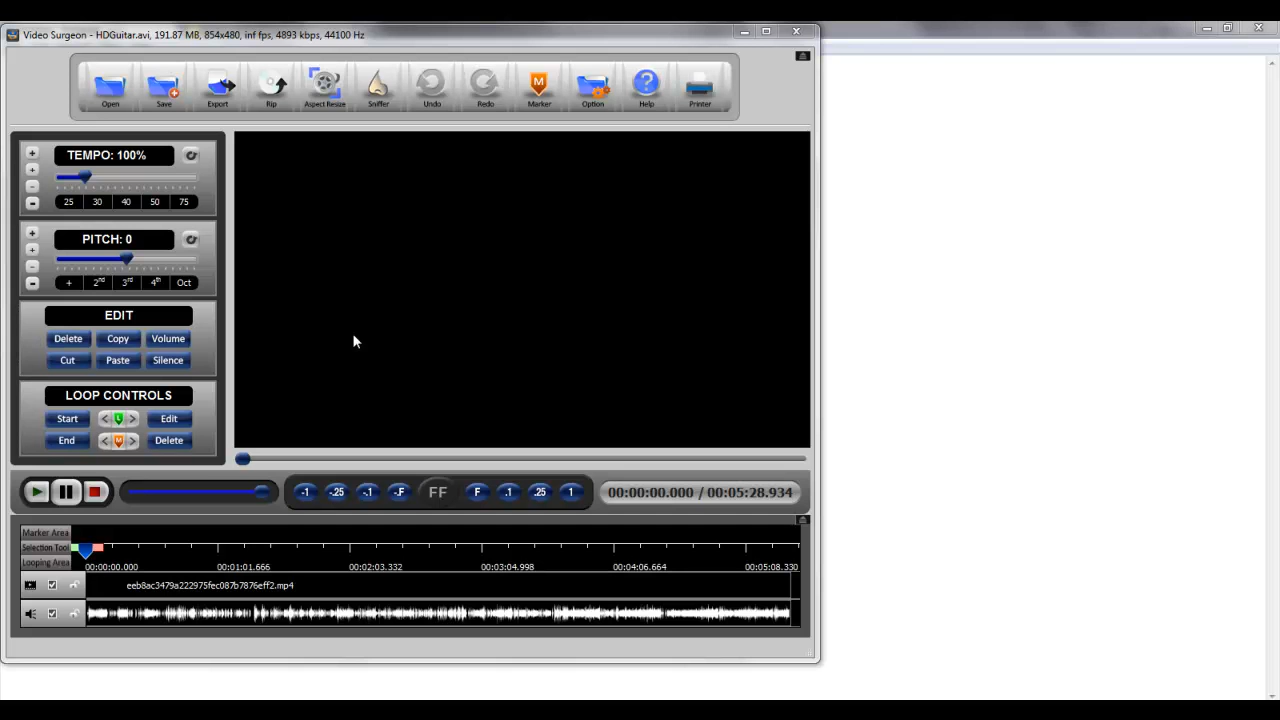 Video Surgeon - HDGuitar.avi, 191.87 MB, 854x480, inf fps, 4893 kbps, 44100 Hz
Open Save Export Rip Aspect Resize Sniffer Undo Redo M Marker Option ? Help Printer
TEMPO: 100%
25 30 40 50 75
PITCH: 0
+ 2nd 3rd 4th Oct
EDIT
Delete Copy Volume
Cut Paste Silence
LOOP CONTROLS
Start < L > Edit
End < M > Delete
-1 -.25 -.1 -.F FF F .1 .25 1 00:00:00.000 / 00:05:28.934
Marker Area
Selection Tool
Looping Area 00:00:00.000 00:01:01.666 00:02:03.332 00:03:04.998 00:04:06.664 00:05:08.330
eeb8ac3479a222975fec087b7876eff2.mp4